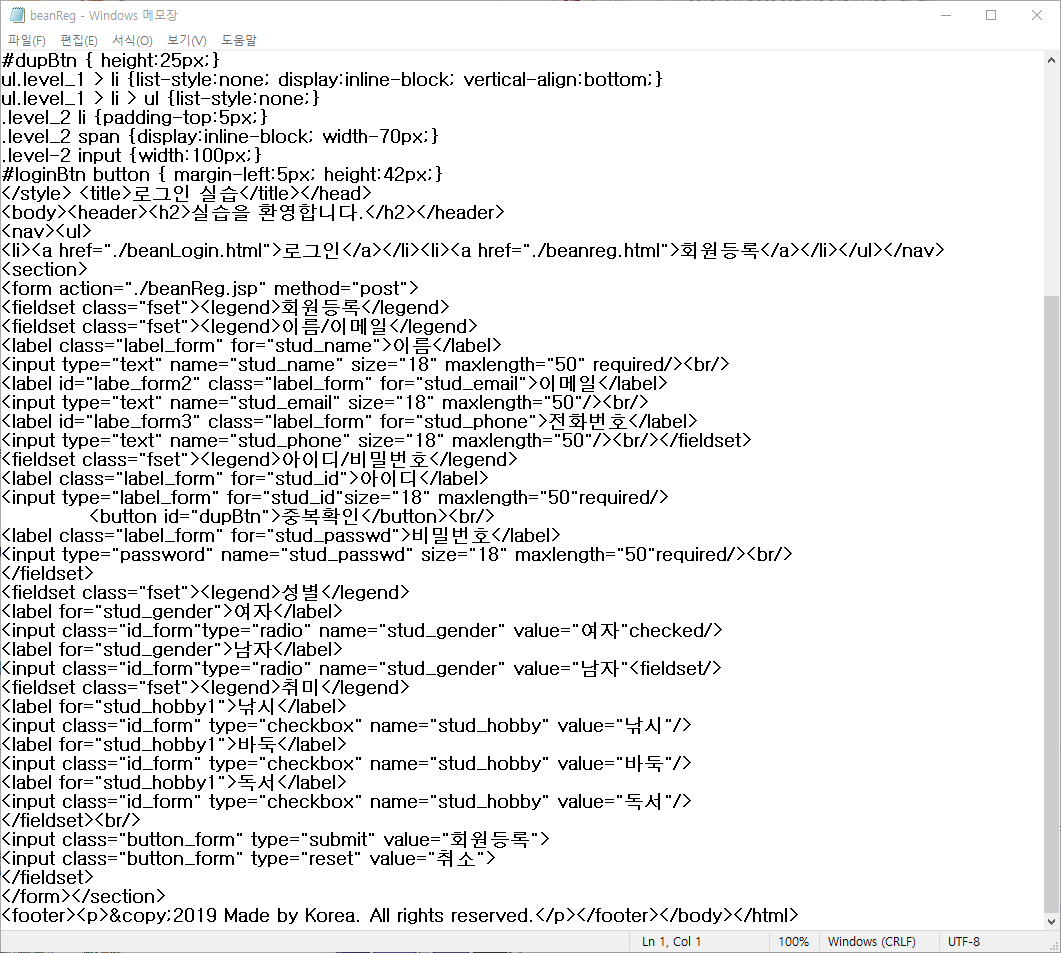 beanReg - Windows 메모장
파일(F) 편집(E) 서식(O) 보기(V) 도움말
#dupBtn { height:25px;}
ul.level_1 > li {list-style:none; display:inline-block; vertical-align:bottom;}
ul.level_1 > li > ul {list-style:none;}
.level_2 li {padding-top:5px;}
.level_2 span {display:inline-block; width-70px;}
.level-2 input {width:100px;}
#loginBtn button { margin-left:5px; height:42px;}
</style> <title>로그인 실습</title></head>
<body><header><h2>실습을 환영합니다.</h2></header>
<nav><ul>
<li><a href="./beanLogin.html">로그인</a></li><li><a href="./beanreg.html">회원등록</a></li></ul></nav>
<section>
<form action="./beanReg.jsp" method="post">
<fieldset class="fset"><legend>회원등록</legend>
<fieldset class="fset"><legend>이름/이메일</legend>
<label class="label_form" for="stud_name">이름</label>
<input type="text" name="stud_name" size="18" maxlength="50" required/><br/>
<label id="labe_form2" class="label_form" for="stud_email">이메일</label>
<input type="text" name="stud_email" size="18" maxlength="50"/><br/>
<label id="labe_form3" class="label_form" for="stud_phone">전화번호</label>
<input type="text" name="stud_phone" size="18" maxlength="50"/><br/></fieldset>
<fieldset class="fset"><legend>아이디/비밀번호</legend>
<label class="label_form" for="stud_id">아이디</label>
<input type="label_form" for="stud_id"size="18" maxlength="50"required/>
<button id="dupBtn">중복확인</button><br/>
<label class="label_form" for="stud_passwd">비밀번호</label>
<input type="password" name="stud_passwd" size="18" maxlength="50"required/><br/>
</fieldset>
<fieldset class="fset"><legend>성별</legend>
<label for="stud_gender">여자</label>
<input class="id_form"type="radio" name="stud_gender" value="여자"checked/>
<label for="stud_gender">남자</label>
<input class="id_form"type="radio" name="stud_gender" value="남자"<fieldset/>
<fieldset class="fset"><legend>취미</legend>
<label for="stud_hobby1">낚시</label>
<input class="id_form" type="checkbox" name="stud_hobby" value="낚시"/>
<label for="stud_hobby1">바둑</label>
<input class="id_form" type="checkbox" name="stud_hobby" value="바둑"/>
<label for="stud_hobby1">독서</label>
<input class="id_form" type="checkbox" name="stud_hobby" value="독서"/>
</fieldset><br/>
<input class="button_form" type="submit" value="회원등록">
<input class="button_form" type="reset" value="취소">
</fieldset>
</form></section>
<footer><p>&copy;2019 Made by Korea. All rights reserved.</p></footer></body></html>
Ln 1, Col 1 100% Windows (CRLF) UTF-8